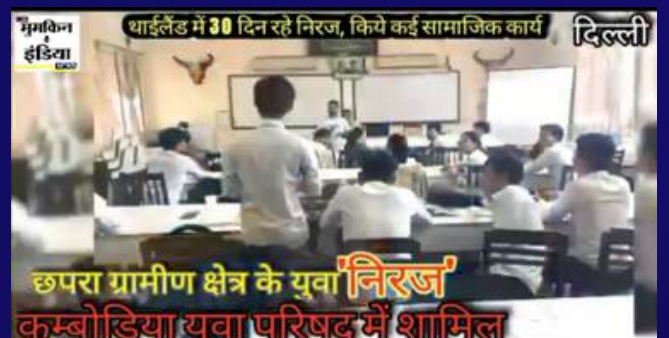 मुमकिन
है
इंडिया
थाईलैंड में 30 दिन रहे निरज, किये कई सामाजिक कार्य
दिल्ली
छपरा ग्रामीण क्षेत्र के युवा 'निरज'
कम्बोडिया युवा परिषद में शामिल